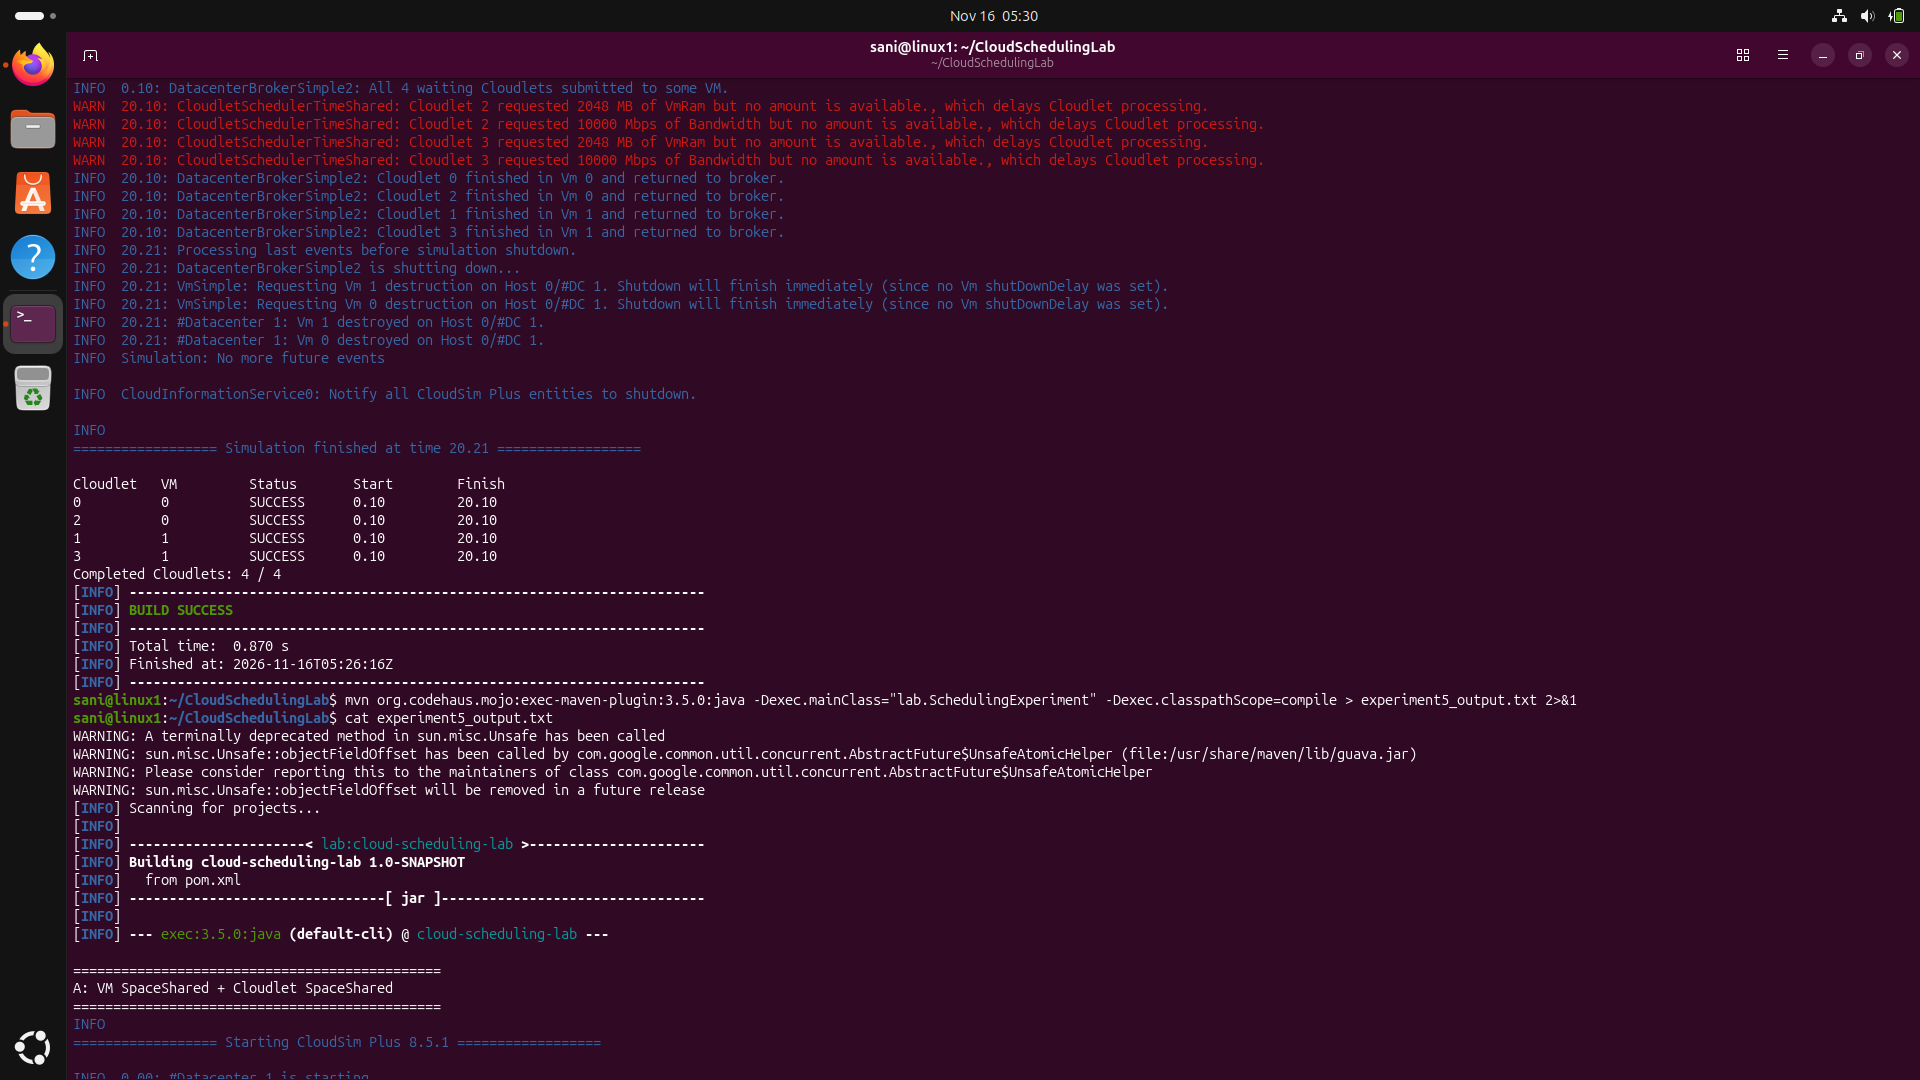 Nov 16 05:30
sani@linux1: ~/CloudSchedulingLab
~/CloudSchedulingLab
INFO  0.10: DatacenterBrokerSimple2: All 4 waiting Cloudlets submitted to some VM.
WARN  20.10: CloudletSchedulerTimeShared: Cloudlet 2 requested 2048 MB of VmRam but no amount is available., which delays Cloudlet processing.
WARN  20.10: CloudletSchedulerTimeShared: Cloudlet 2 requested 10000 Mbps of Bandwidth but no amount is available., which delays Cloudlet processing.
WARN  20.10: CloudletSchedulerTimeShared: Cloudlet 3 requested 2048 MB of VmRam but no amount is available., which delays Cloudlet processing.
WARN  20.10: CloudletSchedulerTimeShared: Cloudlet 3 requested 10000 Mbps of Bandwidth but no amount is available., which delays Cloudlet processing.
INFO  20.10: DatacenterBrokerSimple2: Cloudlet 0 finished in Vm 0 and returned to broker.
INFO  20.10: DatacenterBrokerSimple2: Cloudlet 2 finished in Vm 0 and returned to broker.
INFO  20.10: DatacenterBrokerSimple2: Cloudlet 1 finished in Vm 1 and returned to broker.
INFO  20.10: DatacenterBrokerSimple2: Cloudlet 3 finished in Vm 1 and returned to broker.
INFO  20.21: Processing last events before simulation shutdown.
INFO  20.21: DatacenterBrokerSimple2 is shutting down...
INFO  20.21: VmSimple: Requesting Vm 1 destruction on Host 0/#DC 1. Shutdown will finish immediately (since no Vm shutDownDelay was set).
INFO  20.21: VmSimple: Requesting Vm 0 destruction on Host 0/#DC 1. Shutdown will finish immediately (since no Vm shutDownDelay was set).
INFO  20.21: #Datacenter 1: Vm 1 destroyed on Host 0/#DC 1.
INFO  20.21: #Datacenter 1: Vm 0 destroyed on Host 0/#DC 1.
INFO  Simulation: No more future events
INFO  CloudInformationService0: Notify all CloudSim Plus entities to shutdown.
INFO
================== Simulation finished at time 20.21 ==================
Cloudlet   VM         Status       Start        Finish
0          0          SUCCESS      0.10         20.10
2          0          SUCCESS      0.10         20.10
1          1          SUCCESS      0.10         20.10
3          1          SUCCESS      0.10         20.10
Completed Cloudlets: 4 / 4
[INFO] ------------------------------------------------------------------------
[INFO] BUILD SUCCESS
[INFO] ------------------------------------------------------------------------
[INFO] Total time:  0.870 s
[INFO] Finished at: 2026-11-16T05:26:16Z
[INFO] ------------------------------------------------------------------------
sani@linux1:~/CloudSchedulingLab$ mvn org.codehaus.mojo:exec-maven-plugin:3.5.0:java -Dexec.mainClass="lab.SchedulingExperiment" -Dexec.classpathScope=compile > experiment5_output.txt 2>&1
sani@linux1:~/CloudSchedulingLab$ cat experiment5_output.txt
WARNING: A terminally deprecated method in sun.misc.Unsafe has been called
WARNING: sun.misc.Unsafe::objectFieldOffset has been called by com.google.common.util.concurrent.AbstractFuture$UnsafeAtomicHelper (file:/usr/share/maven/lib/guava.jar)
WARNING: Please consider reporting this to the maintainers of class com.google.common.util.concurrent.AbstractFuture$UnsafeAtomicHelper
WARNING: sun.misc.Unsafe::objectFieldOffset will be removed in a future release
[INFO] Scanning for projects...
[INFO]
[INFO] -----------------------< lab:cloud-scheduling-lab >-----------------------
[INFO] Building cloud-scheduling-lab 1.0-SNAPSHOT
[INFO]   from pom.xml
[INFO] --------------------------------[ jar ]---------------------------------
[INFO]
[INFO] --- exec:3.5.0:java (default-cli) @ cloud-scheduling-lab ---
==============================================
A: VM SpaceShared + Cloudlet SpaceShared
==============================================
INFO
================== Starting CloudSim Plus 8.5.1 ==================
INFO  0.00: #Datacenter 1 is starting